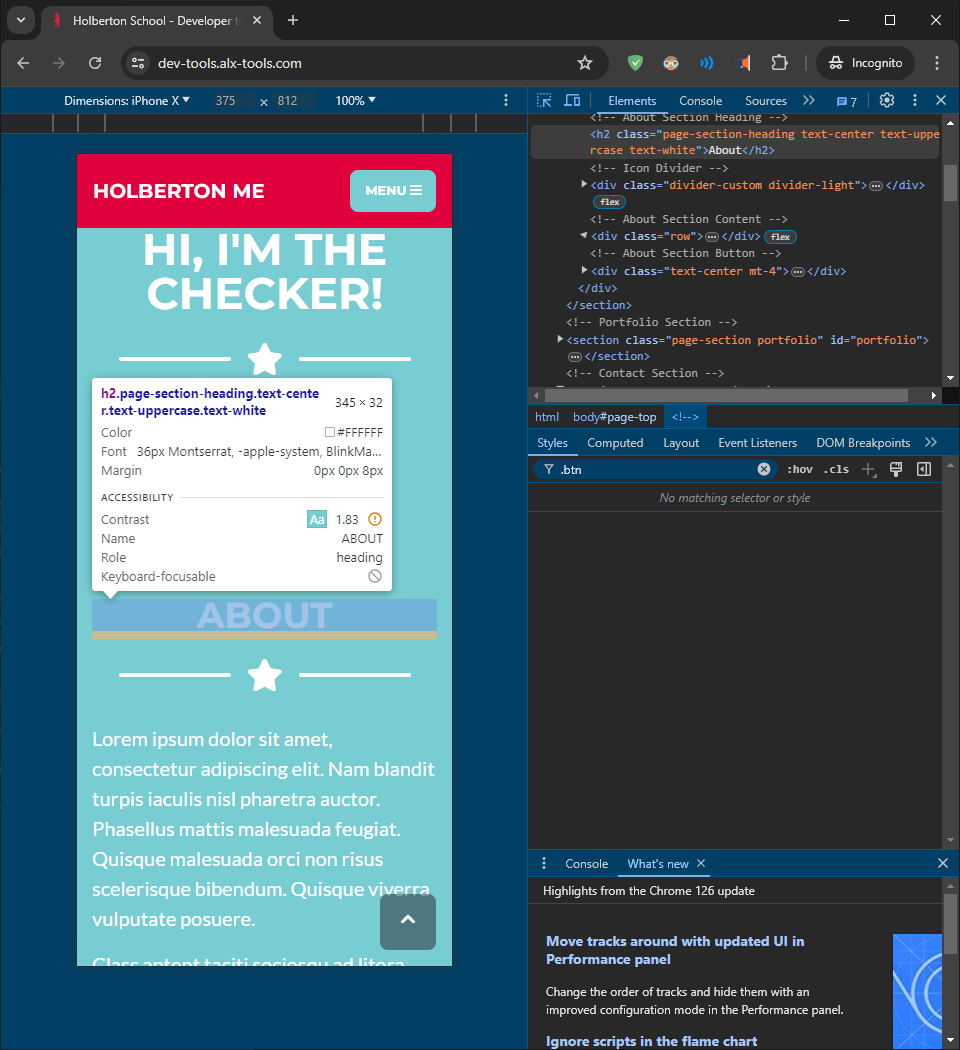 Holberton School - Developer t
dev-tools.alx-tools.com
Incognito
Dimensions: iPhone X 375 × 812 100%
Elements Console Sources 7
HOLBERTON ME
MENU
HI, I'M THE
CHECKER!
h2.page-section-heading.text-cente
r.text-uppercase.text-white
345 × 32
Color #FFFFFF
Font 36px Montserrat, -apple-system, BlinkMa...
Margin 0px 0px 8px
ACCESSIBILITY
Contrast Aa 1.83
Name ABOUT
Role heading
Keyboard-focusable
ABOUT
Lorem ipsum dolor sit amet,
consectetur adipiscing elit. Nam blandit
turpis iaculis nisl pharetra auctor.
Phasellus mattis malesuada feugiat.
Quisque malesuada orci non risus
scelerisque bibendum. Quisque viverra
vulputate posuere.
Class aptent taciti sociosqu ad litora
<!-- About Section Heading -->
<h2 class="page-section-heading text-center text-uppe
rcase text-white">About</h2>
<!-- Icon Divider -->
<div class="divider-custom divider-light">…</div>
flex
<!-- About Section Content -->
<div class="row">…</div> flex
<!-- About Section Button -->
<div class="text-center mt-4">…</div>
</div>
</section>
<!-- Portfolio Section -->
<section class="page-section portfolio" id="portfolio">
…</section>
<!-- Contact Section -->
html body#page-top <!-->
Styles Computed Layout Event Listeners DOM Breakpoints
.btn :hov .cls
No matching selector or style
Console What's new
Highlights from the Chrome 126 update
Move tracks around with updated UI in
Performance panel
Change the order of tracks and hide them with an
improved configuration mode in the Performance panel.
Ignore scripts in the flame chart